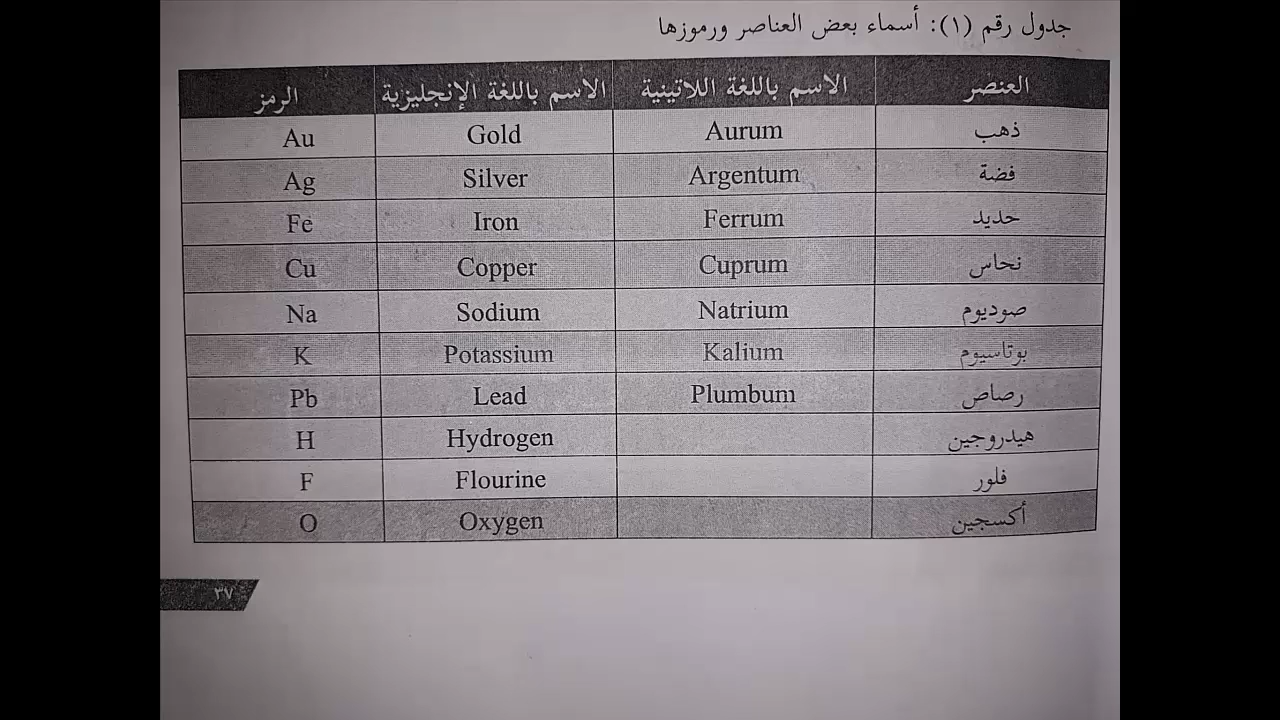 جدول رقم (١): أسماء بعض العناصر ورموزها
العنصر الاسم باللغة اللاتينية الاسم باللغة الإنجليزية الرمز
ذهب Aurum Gold Au
فضة Argentum Silver Ag
حديد Ferrum Iron Fe
نحاس Cuprum Copper Cu
صوديوم Natrium Sodium Na
بوتاسيوم Kalium Potassium K
رصاص Plumbum Lead Pb
هيدروجين Hydrogen H
فلور Flourine F
أكسجين Oxygen O
٣٧